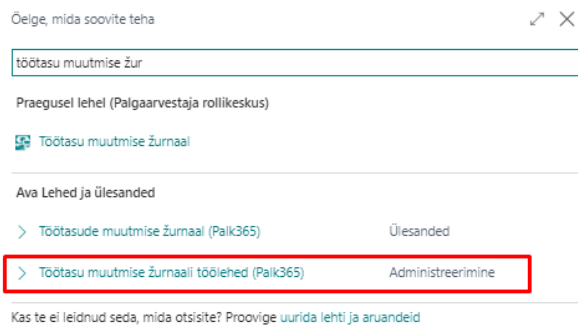 Öelge, mida soovite teha
töötasu muutmise žur
Praegusel lehel (Palgaarvestaja rollikeskus)
Töötasu muutmise žurnaal
Ava Lehed ja ülesanded
Töötasude muutmise žurnaal (Palk365) Ülesanded
Töötasu muutmise žurnaali töölehed (Palk365) Administreerimine
Kas te ei leidnud seda, mida otsisite? Proovige uurida lehti ja aruandeid